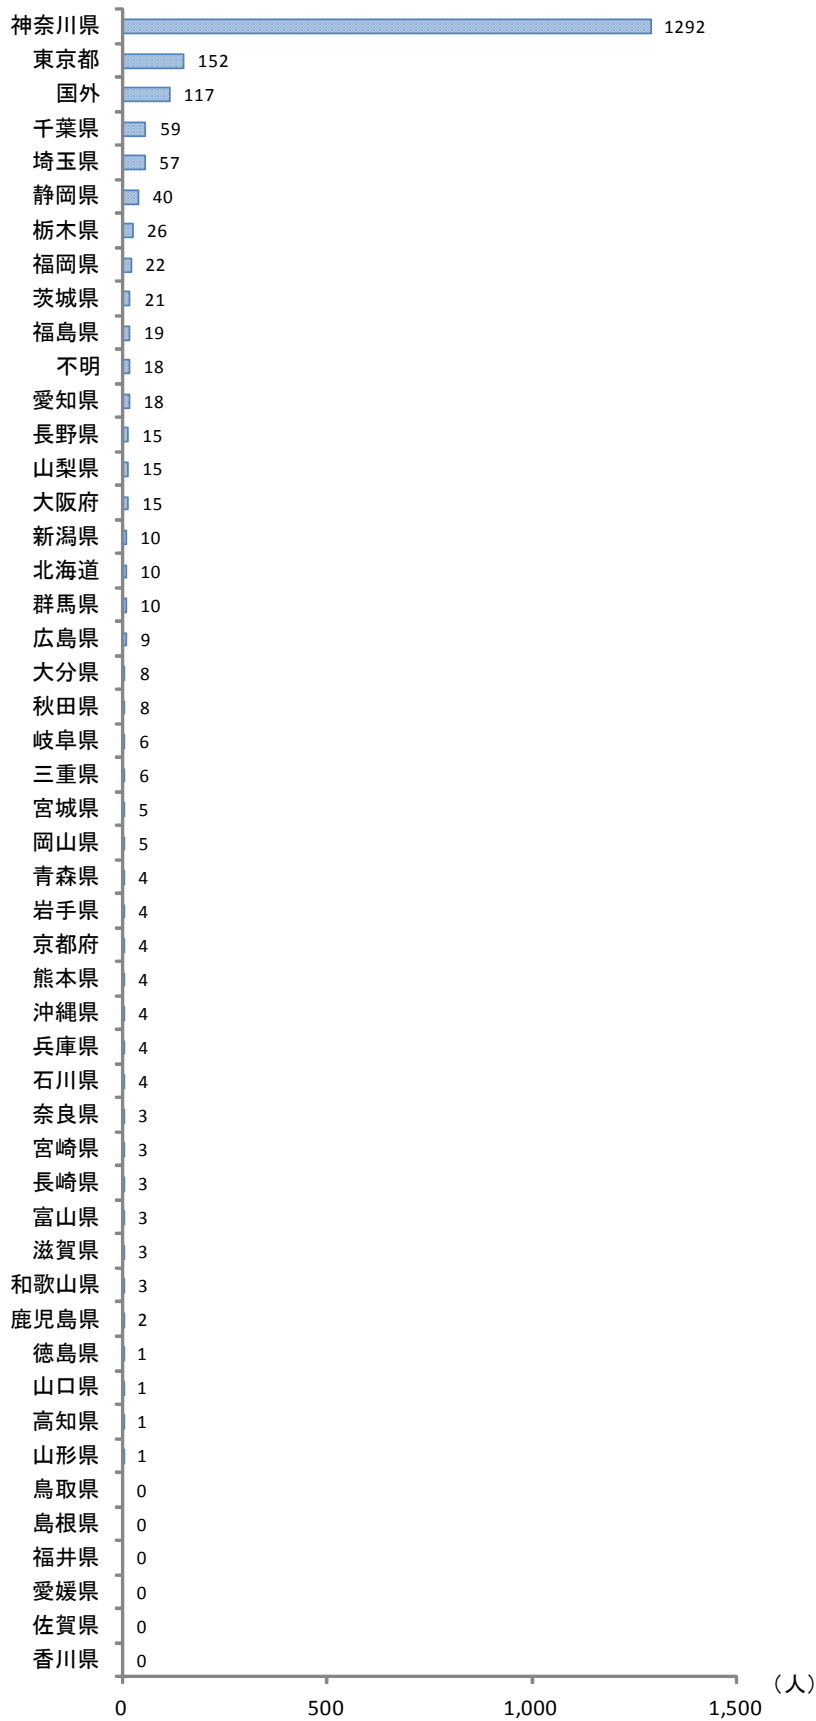 神奈川県 1292
東京都 152
国外 117
千葉県 59
埼玉県 57
静岡県 40
栃木県 26
福岡県 22
茨城県 21
福島県 19
不明 18
愛知県 18
長野県 15
山梨県 15
大阪府 15
新潟県 10
北海道 10
群馬県 10
広島県 9
大分県 8
秋田県 8
岐阜県 6
三重県 6
宮城県 5
岡山県 5
青森県 4
岩手県 4
京都府 4
熊本県 4
沖縄県 4
兵庫県 4
石川県 4
奈良県 3
宮崎県 3
長崎県 3
富山県 3
滋賀県 3
和歌山県 3
鹿児島県 2
徳島県 1
山口県 1
高知県 1
山形県 1
鳥取県 0
島根県 0
福井県 0
愛媛県 0
佐賀県 0
香川県 0
（人）
0 500 1,000 1,500